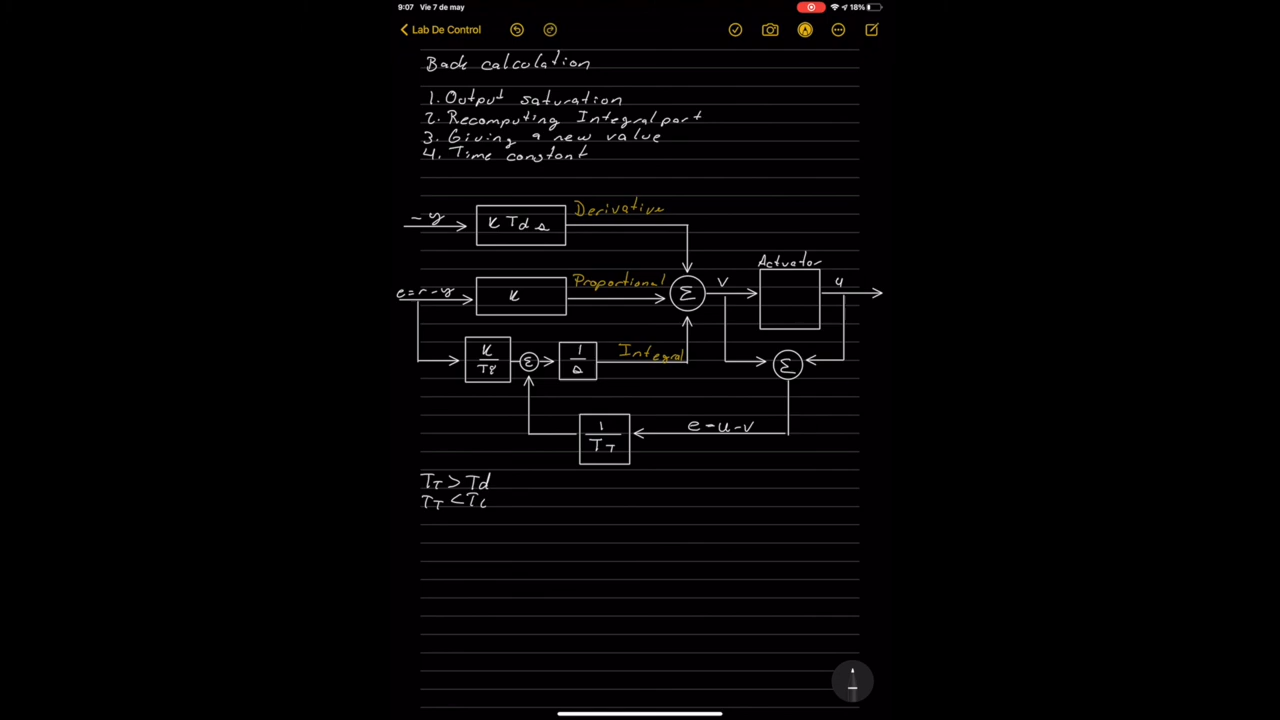 9:07 Vie 7 de may 18%
Lab De Control
Back calculation
1. Output saturation
2. Recomputing Integral part
3. Giving a new value
4. Time constant
Derivative
-y
K Td s
Actuator
Proportional
e=r-y
K
Σ
v
u
Integral
K
Ti
Σ
1
s
Σ
e=u-v
1
TT
TT > Td
TT < Ti